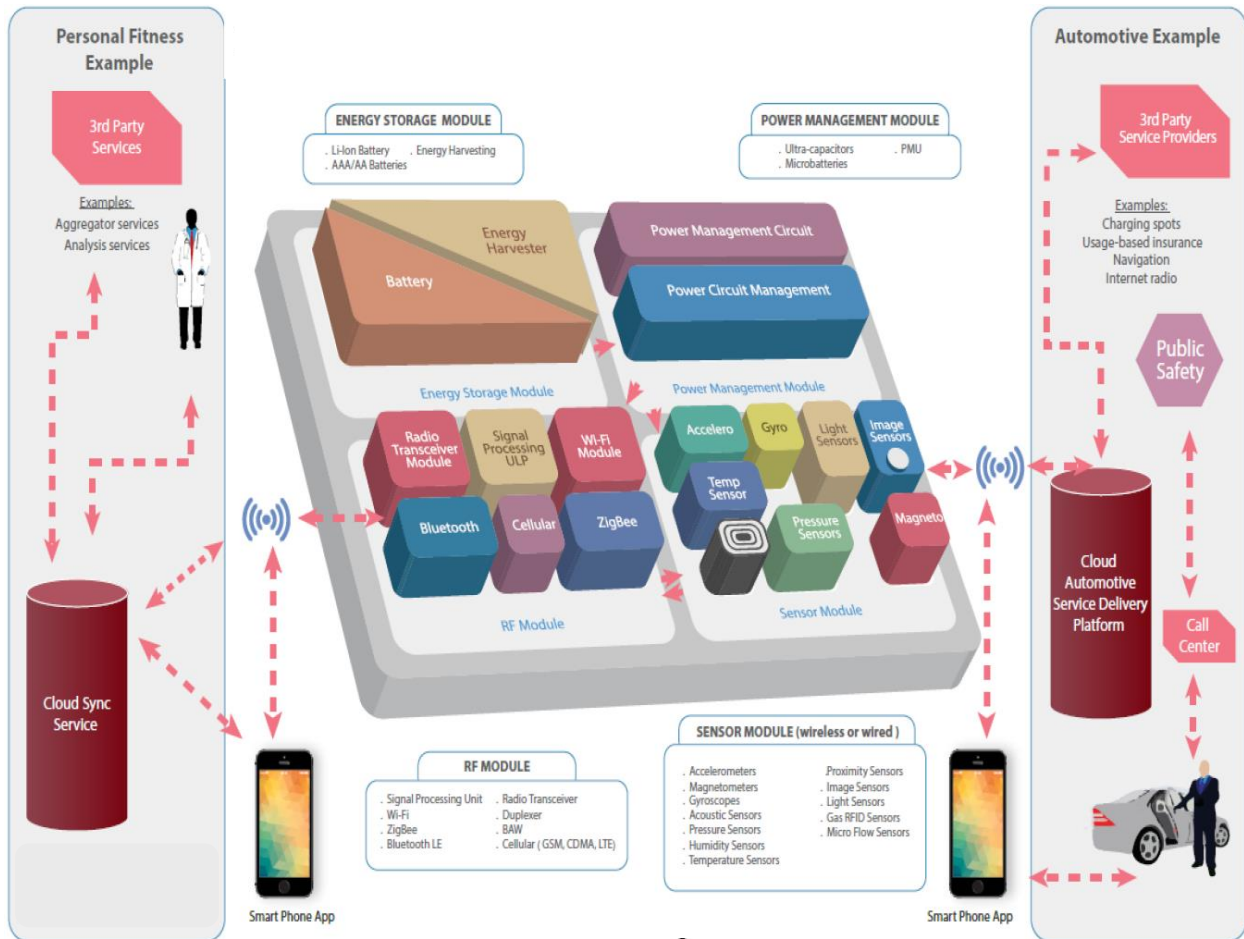 Personal Fitness
Example
3rd Party
Services
Examples:
Aggregator services
Analysis services
Cloud Sync
Service
ENERGY STORAGE MODULE
. Li-Ion Battery . Energy Harvesting
. AAA/AA Batteries
POWER MANAGEMENT MODULE
. Ultra-capacitors . PMU
. Microbatteries
Energy
Harvester
Battery
Energy Storage Module
Power Management Circuit
Power Circuit Management
Power Management Module
Radio
Transceiver
Module
Signal
Processing
ULP
Wi-Fi
Module
Bluetooth
Cellular
ZigBee
RF Module
Accelero
Gyro
Light
Sensors
Image
Sensors
Temp
Sensor
Pressure
Sensors
Magneto
Sensor Module
RF MODULE
. Signal Processing Unit
. Wi-Fi
. ZigBee
. Bluetooth LE
. Radio Transceiver
. Duplexer
. BAW
. Cellular ( GSM, CDMA, LTE)
SENSOR MODULE (wireless or wired )
. Accelerometers
. Magnetometers
. Gyroscopes
. Acoustic Sensors
. Pressure Sensors
. Humidity Sensors
. Temperature Sensors
.Proximity Sensors
. Image Sensors
. Light Sensors
. Gas RFID Sensors
. Micro Flow Sensors
Smart Phone App
Smart Phone App
Automotive Example
3rd Party
Service Providers
Examples:
Charging spots
Usage-based insurance
Navigation
Internet radio
Public
Safety
Cloud
Automotive
Service Delivery
Platform
Call
Center